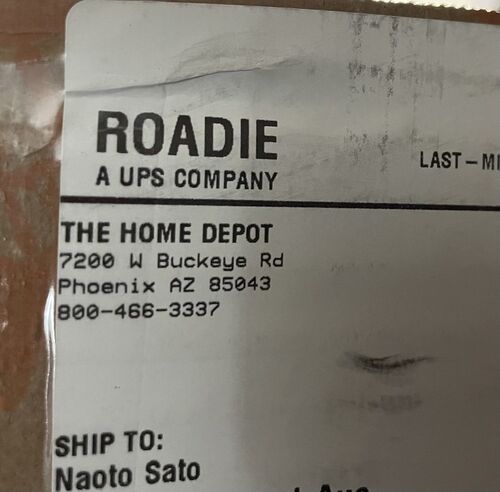 ROADIE
A UPS COMPANY
LAST-MI
THE HOME DEPOT
7200 W Buckeye Rd
Phoenix AZ 85043
800-466-3337
SHIP TO:
Naoto Sato